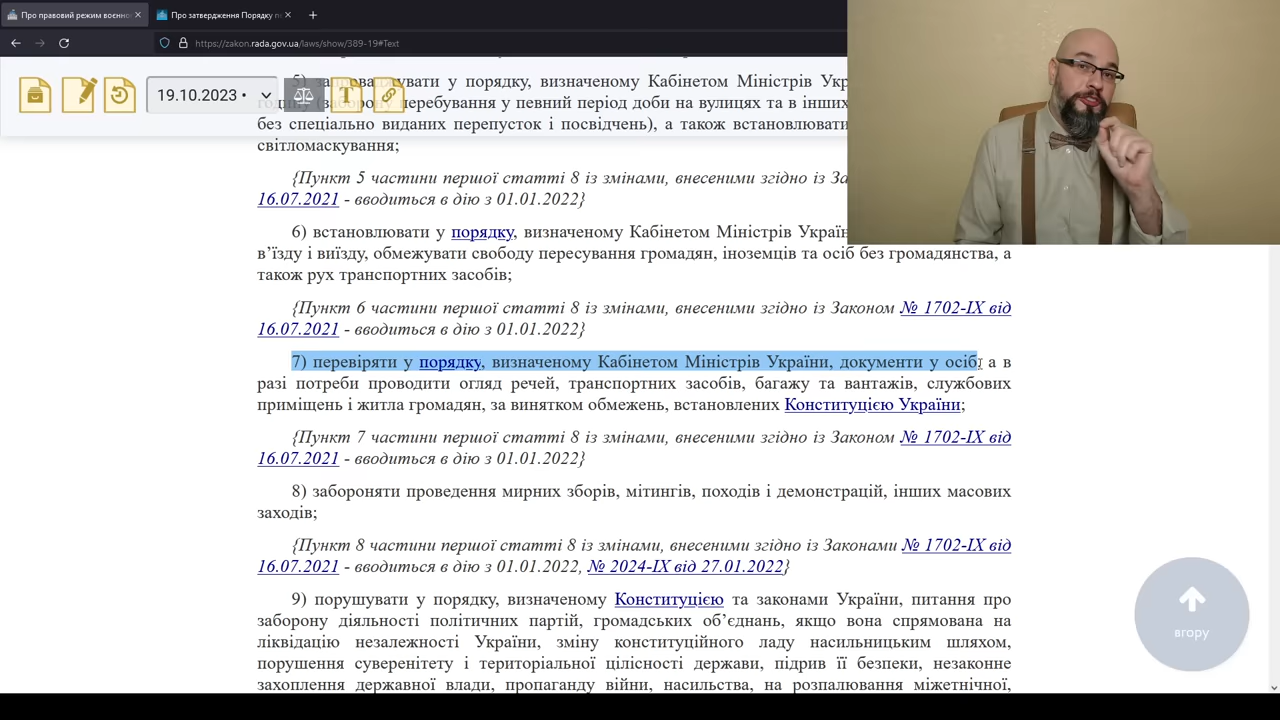 Про правовий режим воєнно
Про затвердження Порядку п
https://zakon.rada.gov.ua/laws/show/389-19#Text
19.10.2023 •
5) запроваджувати у порядку, визначеному Кабінетом Міністрів Укр
годину (заборону перебування у певний період доби на вулицях та в інших
без спеціально виданих перепусток і посвідчень), а також встановлювати
світломаскування;
{Пункт 5 частини першої статті 8 із змінами, внесеними згідно із За
16.07.2021 - вводиться в дію з 01.01.2022}
6) встановлювати у порядку, визначеному Кабінетом Міністрів Україн
в’їзду і виїзду, обмежувати свободу пересування громадян, іноземців та осіб без громадянства, а
також рух транспортних засобів;
{Пункт 6 частини першої статті 8 із змінами, внесеними згідно із Законом № 1702-IX від
16.07.2021 - вводиться в дію з 01.01.2022}
7) перевіряти у порядку, визначеному Кабінетом Міністрів України, документи у осіб, а в
разі потреби проводити огляд речей, транспортних засобів, багажу та вантажів, службових
приміщень і житла громадян, за винятком обмежень, встановлених Конституцією України;
{Пункт 7 частини першої статті 8 із змінами, внесеними згідно із Законом № 1702-IX від
16.07.2021 - вводиться в дію з 01.01.2022}
8) забороняти проведення мирних зборів, мітингів, походів і демонстрацій, інших масових
заходів;
{Пункт 8 частини першої статті 8 із змінами, внесеними згідно із Законами № 1702-IX від
16.07.2021 - вводиться в дію з 01.01.2022, № 2024-IX від 27.01.2022}
9) порушувати у порядку, визначеному Конституцією та законами України, питання про
заборону діяльності політичних партій, громадських об’єднань, якщо вона спрямована на
ліквідацію незалежності України, зміну конституційного ладу насильницьким шляхом,
порушення суверенітету і територіальної цілісності держави, підрив її безпеки, незаконне
захоплення державної влади, пропаганду війни, насильства, на розпалювання міжетнічної,
вгору